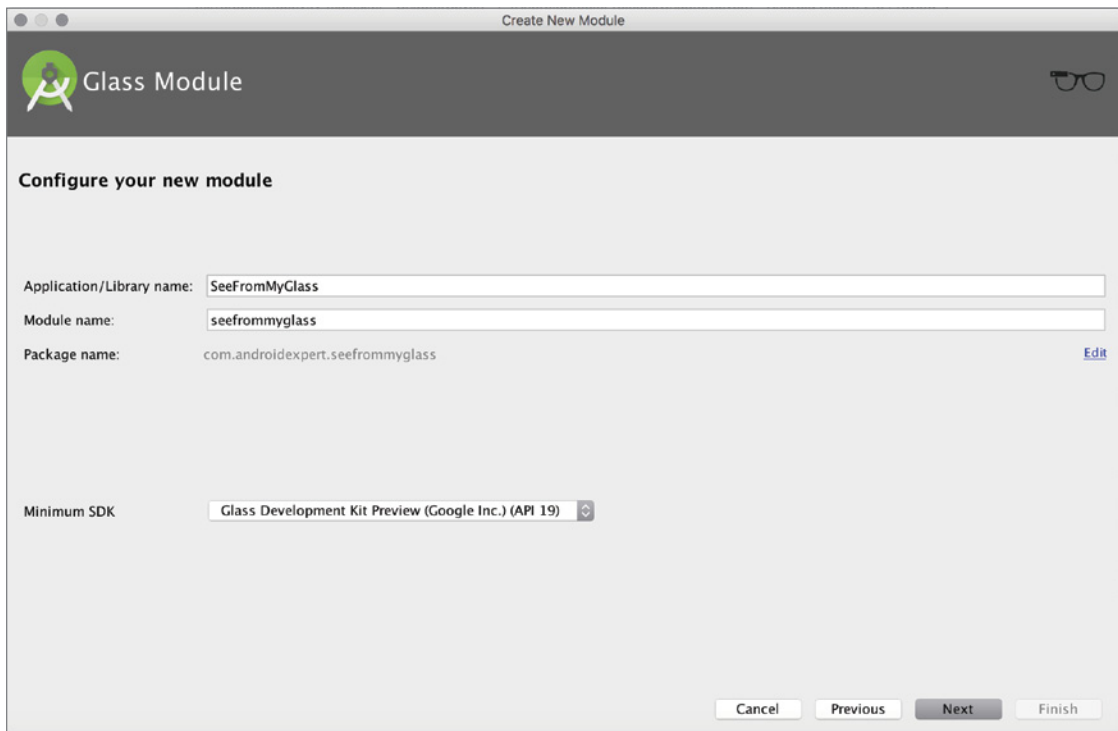 Create New Module
Glass Module
Configure your new module
Application/Library name: SeeFromMyGlass
Module name: seefrommyglass
Package name: com.androidexpert.seefrommyglass Edit
Minimum SDK Glass Development Kit Preview (Google Inc.) (API 19)
Cancel Previous Next Finish